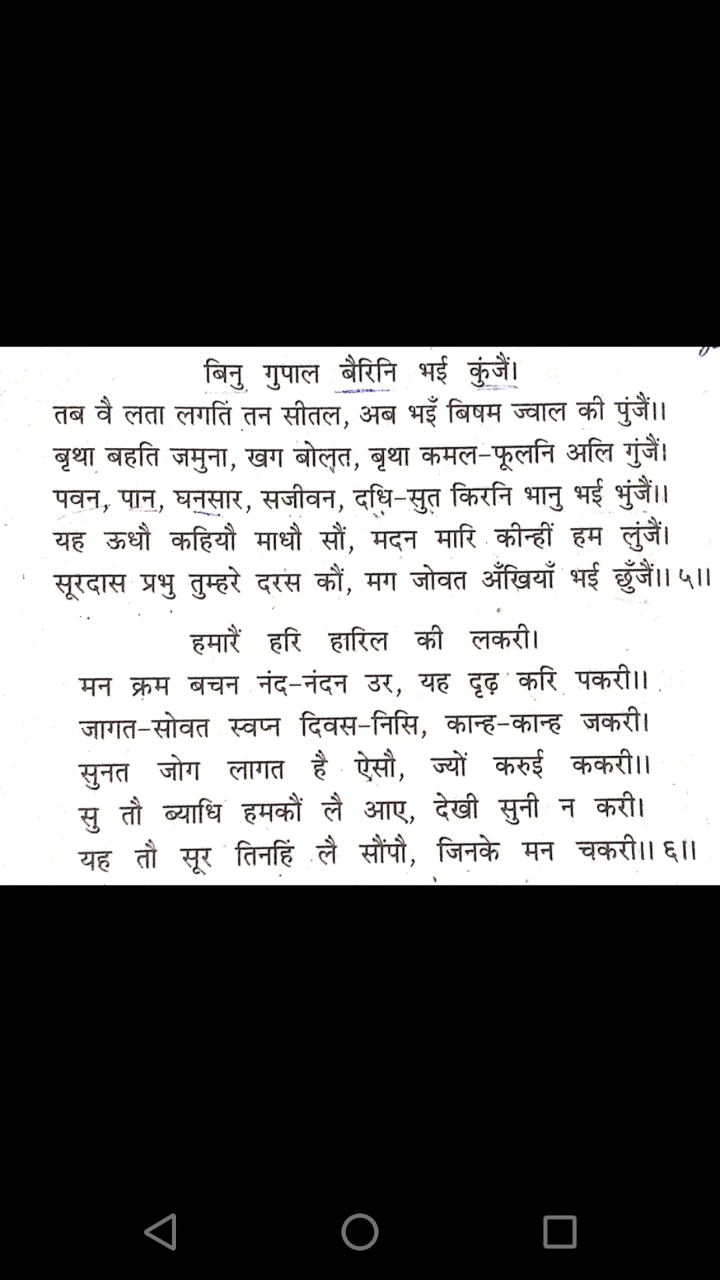 बिनु गुपाल बैरिनि भई कुंजैं।
तब वै लता लगतिं तन सीतल, अब भइँ बिषम ज्वाल की पुंजैं।।
बृथा बहति जमुना, खग बोलत, बृथा कमल-फूलनि अलि गुंजैं।
पवन, पान, घनसार, सजीवन, दधि-सुत किरनि भानु भई भुंजैं।।
यह ऊधौ कहियौ माधौ सौं, मदन मारि कीन्हीं हम लुंजैं।
सूरदास प्रभु तुम्हरे दरस कौं, मग जोवत अँखियाँ भई छुँजैं।। ५।।
हमारैं हरि हारिल की लकरी।
मन क्रम बचन नंद-नंदन उर, यह दृढ़ करि पकरी।।
जागत-सोवत स्वप्न दिवस-निसि, कान्ह-कान्ह जकरी।
सुनत जोग लागत है ऐसौ, ज्यों करुई ककरी।।
सु तौ ब्याधि हमकौं लै आए, देखी सुनी न करी।
यह तौ सूर तिनहिं लै सौंपौ, जिनके मन चकरी।। ६।।